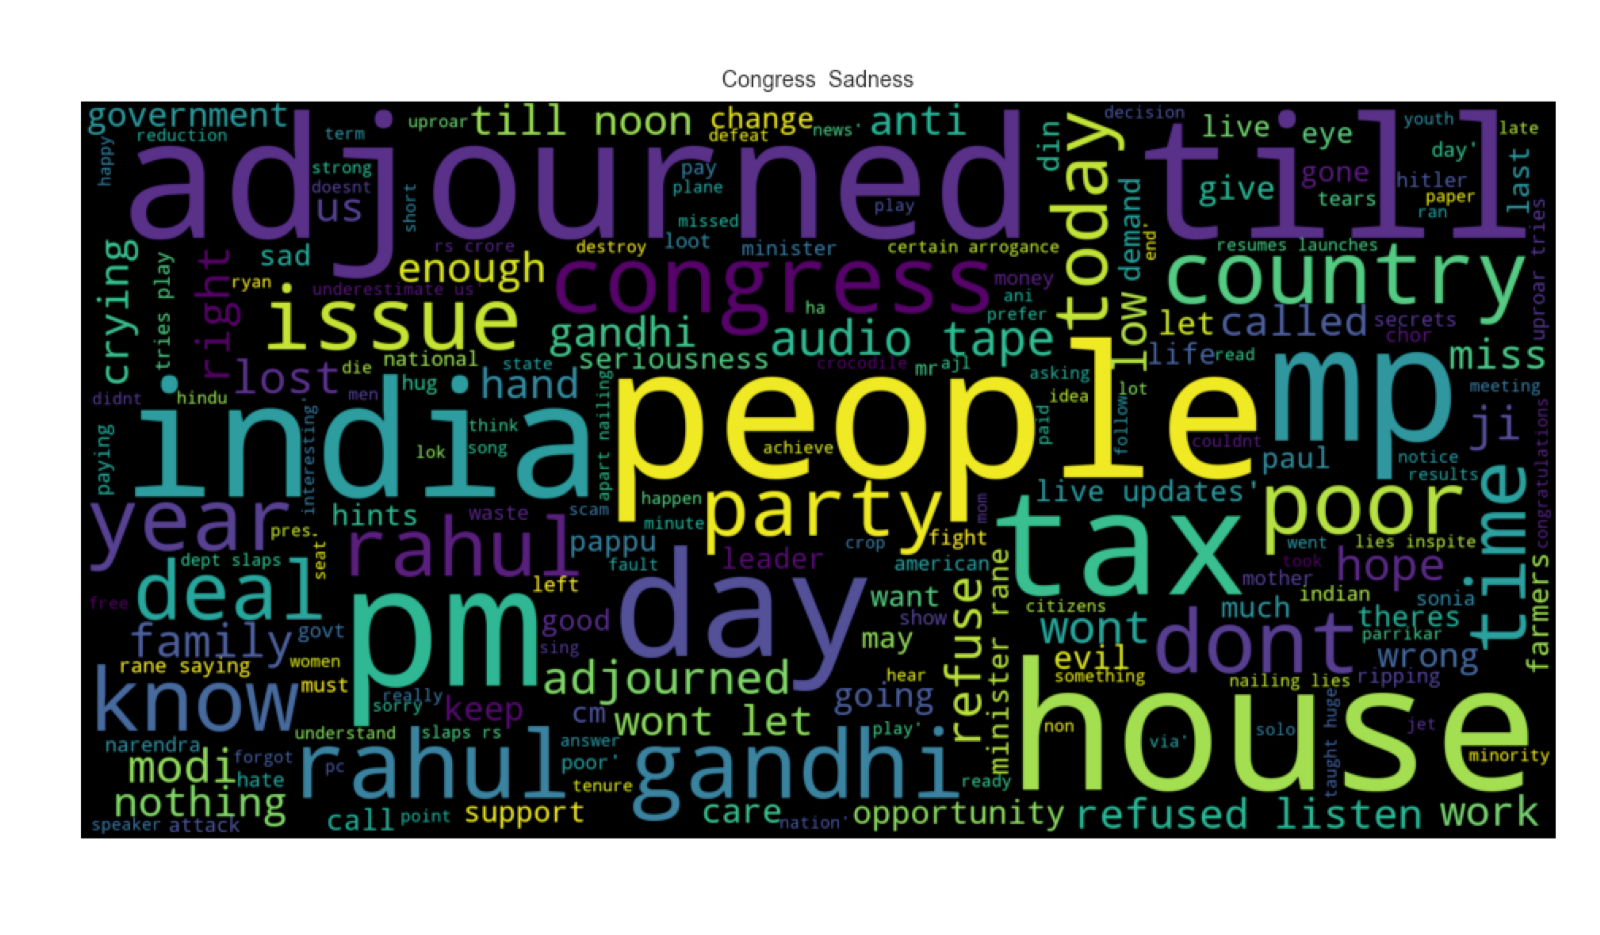 Congress  Sadness
government
reduction
happy
term
uproar
till noon
change
defeat
news'
anti
decision
live
eye
youth
late
adjourned till
strong
doesnt
us
short
pay
plane
missed
play
din
today
give
gone
tears
day'
hitler
paper
ran
last
crying
tries play
right
sad
ryan
rs crore
underestimate us'
enough
destroy
loot
minister
certain arrogance
money
ani
prefer
demand
end'
low
resumes launches
country
uproar tries
issue
congress
ha
gandhi
seriousness
audio tape
let
called
secrets
chor
miss
lost
die
national
hug
state
hand
crocodile
mr
ajl
asking
idea
lot
life
read
mp
meeting
didnt
hindu
men
india
interesting'
think
song
lok
apart nailing
people
achieve
paid
follow
couldnt
paul
notice
results
ji
congratulations
paying
year
pres.
hints
waste
scam
happen
minute
party
fight
mom
live updates'
tax
poor
time
went
lies inspite
dept slaps
seat
rahul
pappu
fault
leader
crop
american
took
hope
mother
indian
free
deal
left
day
want
show
refuse
minister rane
citizens
much
theres
sonia
parrikar
farmers
family
govt
pm
good
sing
may
wont
dont
wrong
rane saying
women
must
adjourned
hear
evil
something
nailing lies
ripping
know
really
sorry
keep
cm
going
wont let
play'
house
non
via'
solo
taught huge
jet
minority
narendra
forgot
understand
slaps rs
answer
poor'
modi
hate
pc
rahul gandhi
tenure
ready
nothing
speaker
attack
call
point
support
care
nation'
opportunity
refused listen
work